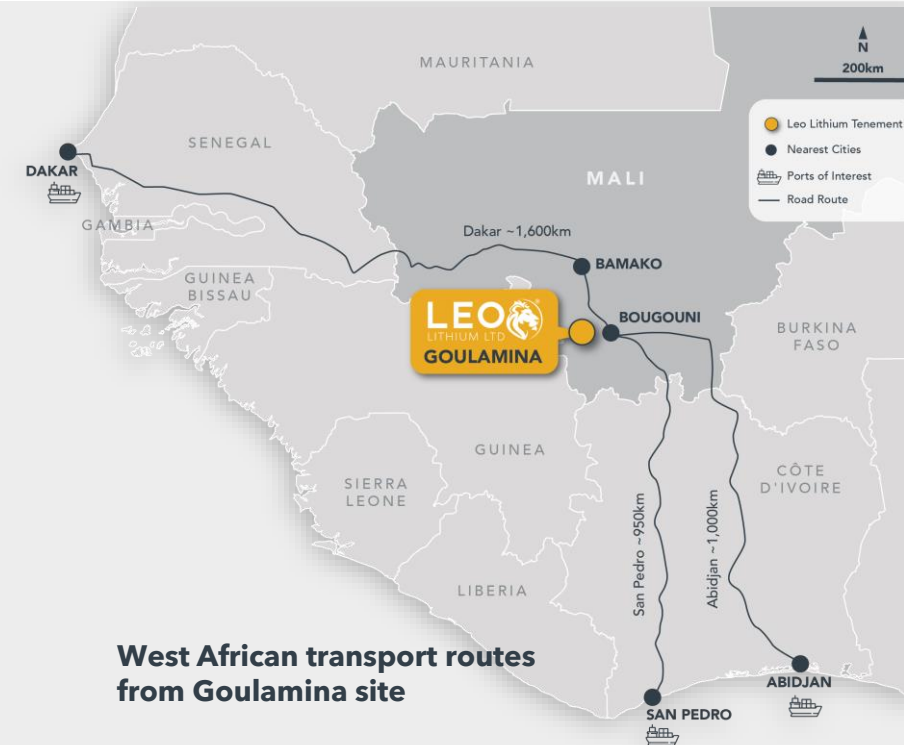 MAURITANIA
N
200km
Leo Lithium Tenement
Nearest Cities
Ports of Interest
Road Route
SENEGAL
DAKAR
MALI
GAMBIA
Dakar ~1,600km
BAMAKO
GUINEA
BISSAU
LEO
LITHIUM LTD
GOULAMINA
BOUGOUNI
BURKINA
FASO
GUINEA
SIERRA
LEONE
CÔTE
D'IVOIRE
San Pedro ~950km
Abidjan ~1,000km
LIBERIA
West African transport routes
from Goulamina site
ABIDJAN
SAN PEDRO